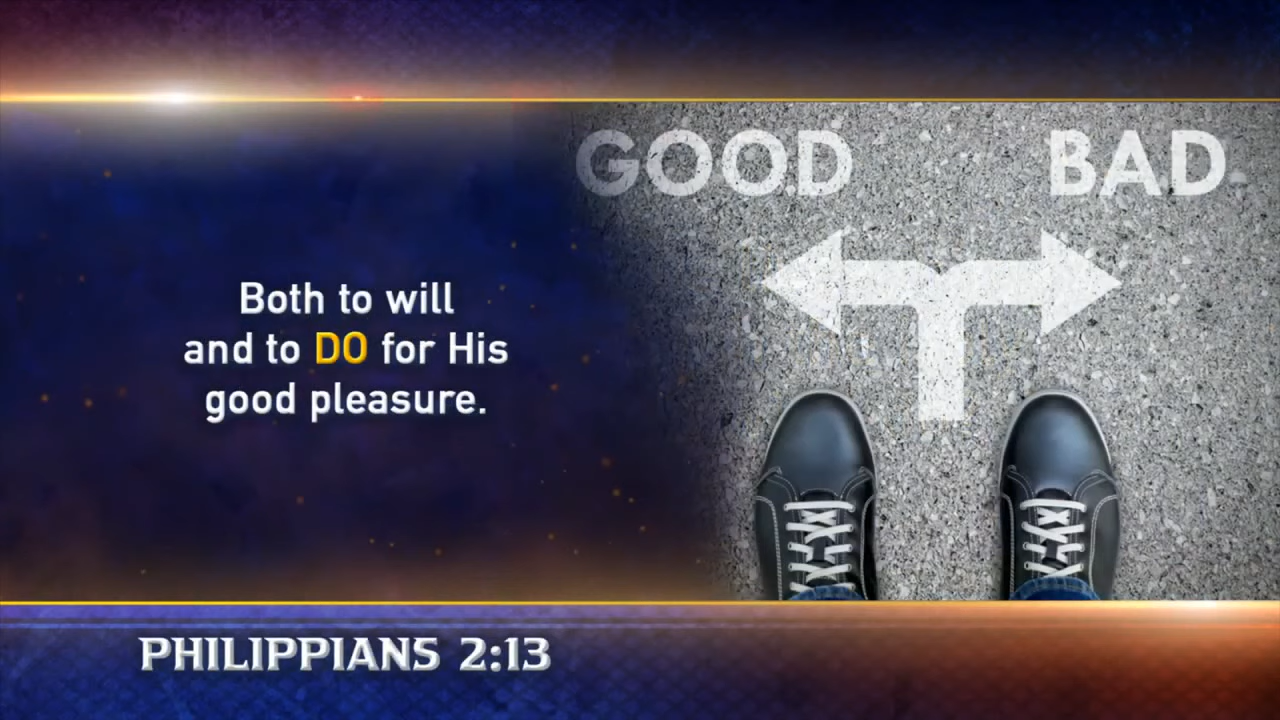 GOOD BAD
Both to will
and to DO for His
good pleasure.
PHILIPPIANS 2:13